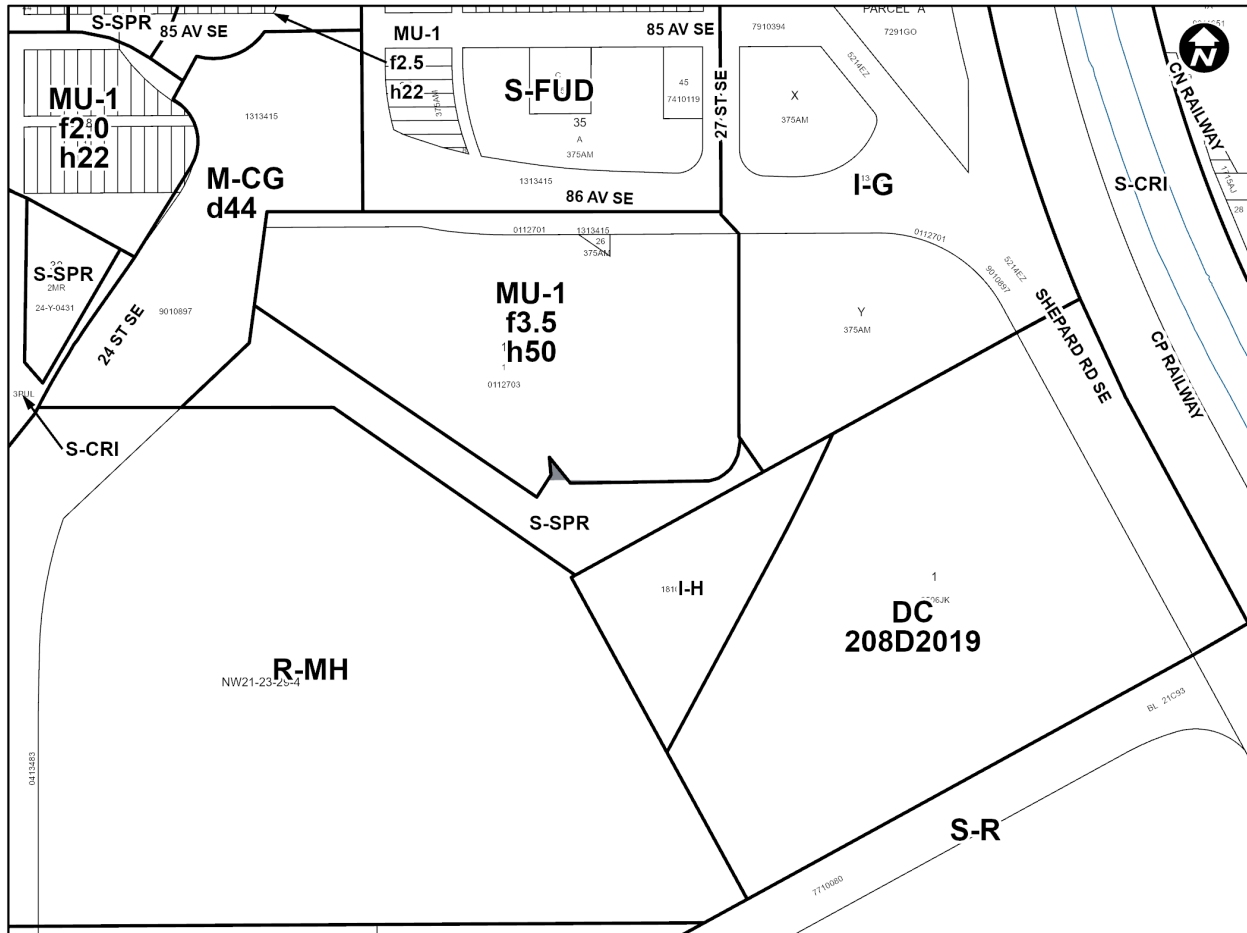 S-SPR
85 AV SE
MU-1
f2.5
h22
85 AV SE
7910394
PARCEL A
7291GO
5214EZ
N
CN RAILWAY
MU-1
f2.0
h22
1313415
375AM
S-FUD
35
A
375AM
45
7410119
27 ST SE
X
375AM
1715AJ
28
M-CG
d44
1313415
86 AV SE
I-G
S-CRI
S-SPR
2MR
24-Y-0431
24 ST SE
9010897
0112701
1313415
26
375AM
0112701
5214EZ
9010897
MU-1
f3.5
h50
1
0112703
Y
375AM
SHEPARD RD SE
CP RAILWAY
S-CRI
S-SPR
I-H
1
DC
208D2019
R-MH
NW21-23-29-4
0413483
BL 21C93
S-R
7710080